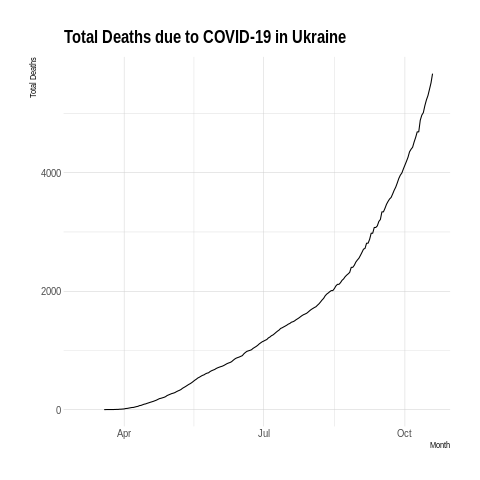 Total Deaths due to COVID-19 in Ukraine
Total Deaths
4000
2000
0
Apr
Jul
Oct
Month